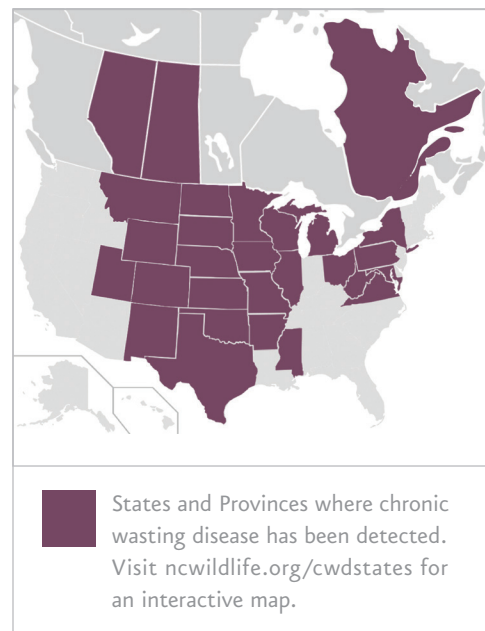 States and Provinces where chronic
wasting disease has been detected.
Visit ncwildlife.org/cwdstates for
an interactive map.